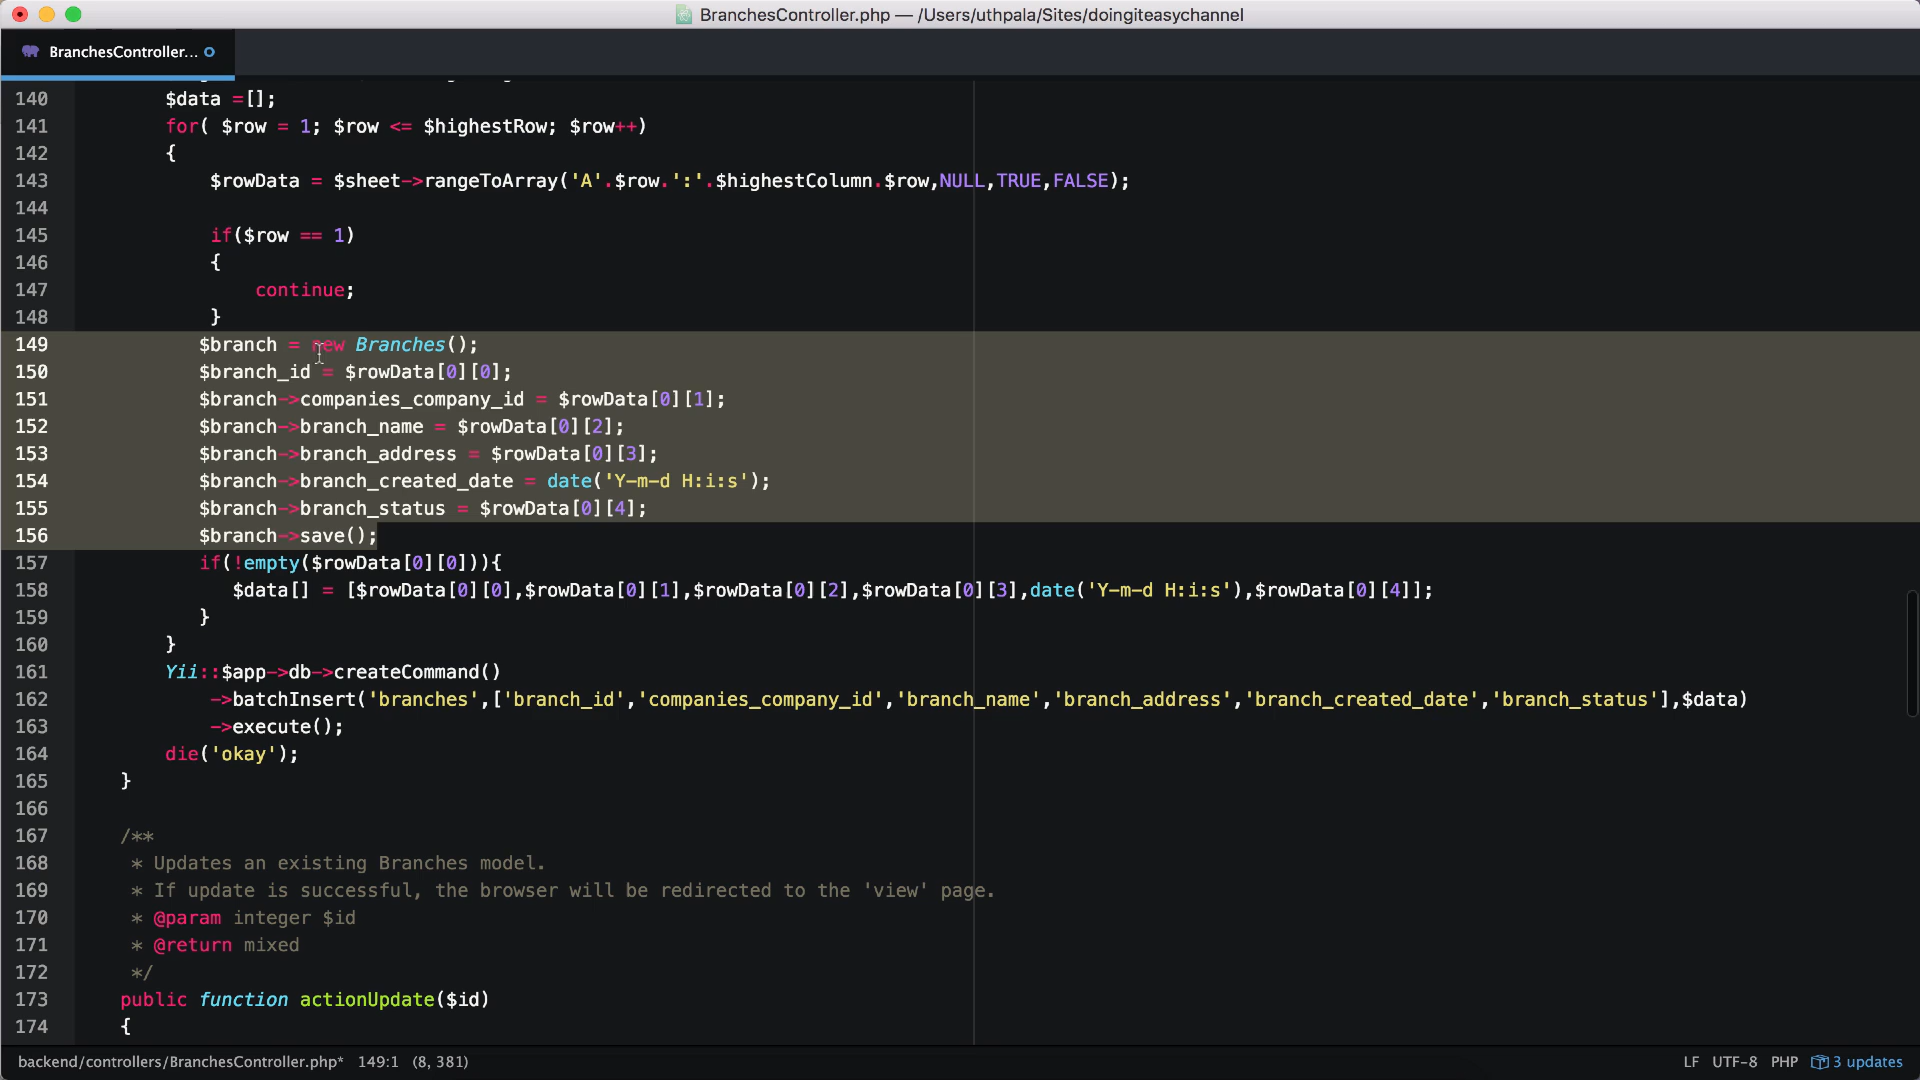 BranchesController.php — /Users/uthpala/Sites/doingiteasychannel
BranchesController...
140 $data =[];
141 for( $row = 1; $row <= $highestRow; $row++)
142 {
143 $rowData = $sheet->rangeToArray('A'.$row.':'.$highestColumn.$row,NULL,TRUE,FALSE);
144
145 if($row == 1)
146 {
147 continue;
148 }
149 $branch = new Branches();
150 $branch_id = $rowData[0][0];
151 $branch->companies_company_id = $rowData[0][1];
152 $branch->branch_name = $rowData[0][2];
153 $branch->branch_address = $rowData[0][3];
154 $branch->branch_created_date = date('Y-m-d H:i:s');
155 $branch->branch_status = $rowData[0][4];
156 $branch->save();
157 if(!empty($rowData[0][0])){
158 $data[] = [$rowData[0][0],$rowData[0][1],$rowData[0][2],$rowData[0][3],date('Y-m-d H:i:s'),$rowData[0][4]];
159 }
160 }
161 Yii::$app->db->createCommand()
162 ->batchInsert('branches',['branch_id','companies_company_id','branch_name','branch_address','branch_created_date','branch_status'],$data)
163 ->execute();
164 die('okay');
165 }
166
167 /**
168 * Updates an existing Branches model.
169 * If update is successful, the browser will be redirected to the 'view' page.
170 * @param integer $id
171 * @return mixed
172 */
173 public function actionUpdate($id)
174 {
backend/controllers/BranchesController.php* 149:1 (8, 381) LF UTF-8 PHP 3 updates